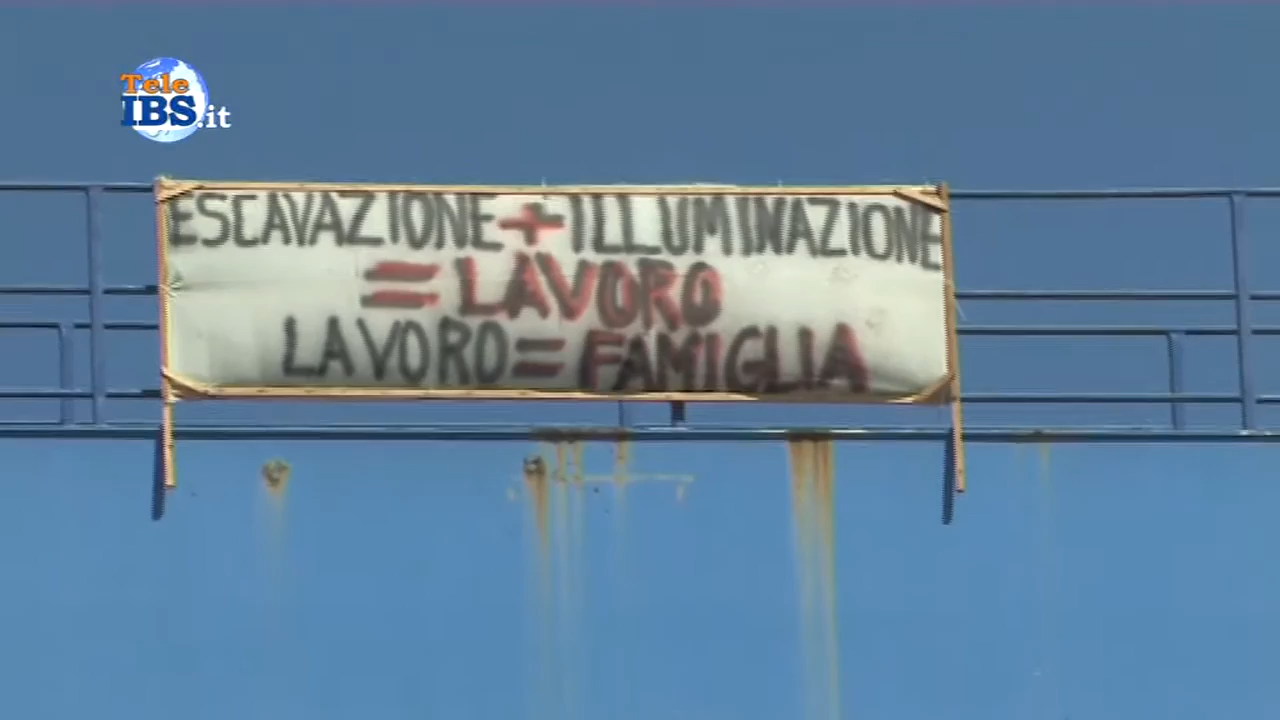 Tele
IBS.it
ESCAVAZIONE + ILLUMINAZIONE
= LAVORO
LAVORO = FAMIGLIA